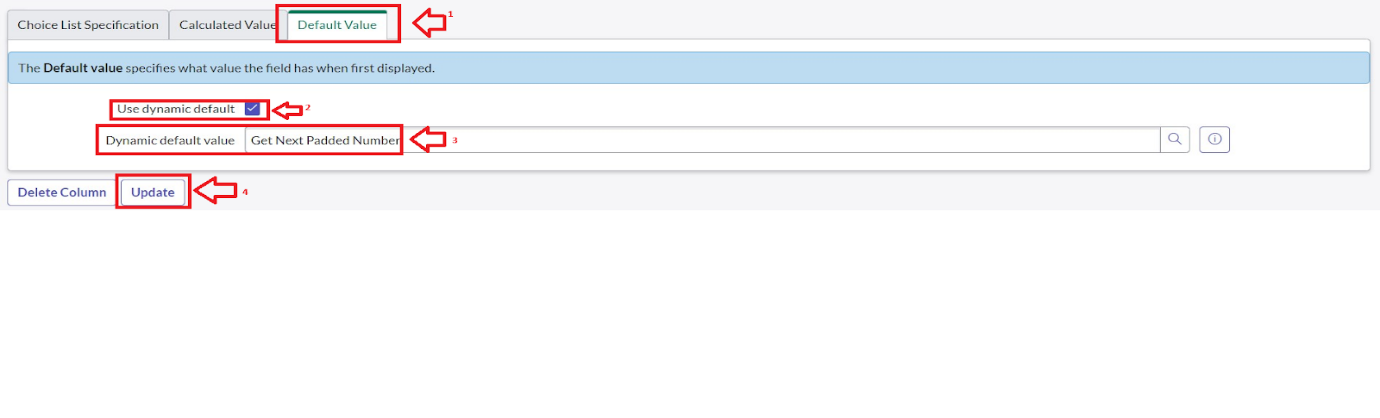 Choice List Specification Calculated Value Default Value 1
The Default value specifies what value the field has when first displayed.
Use dynamic default 2
Dynamic default value Get Next Padded Number 3
Delete Column Update 4